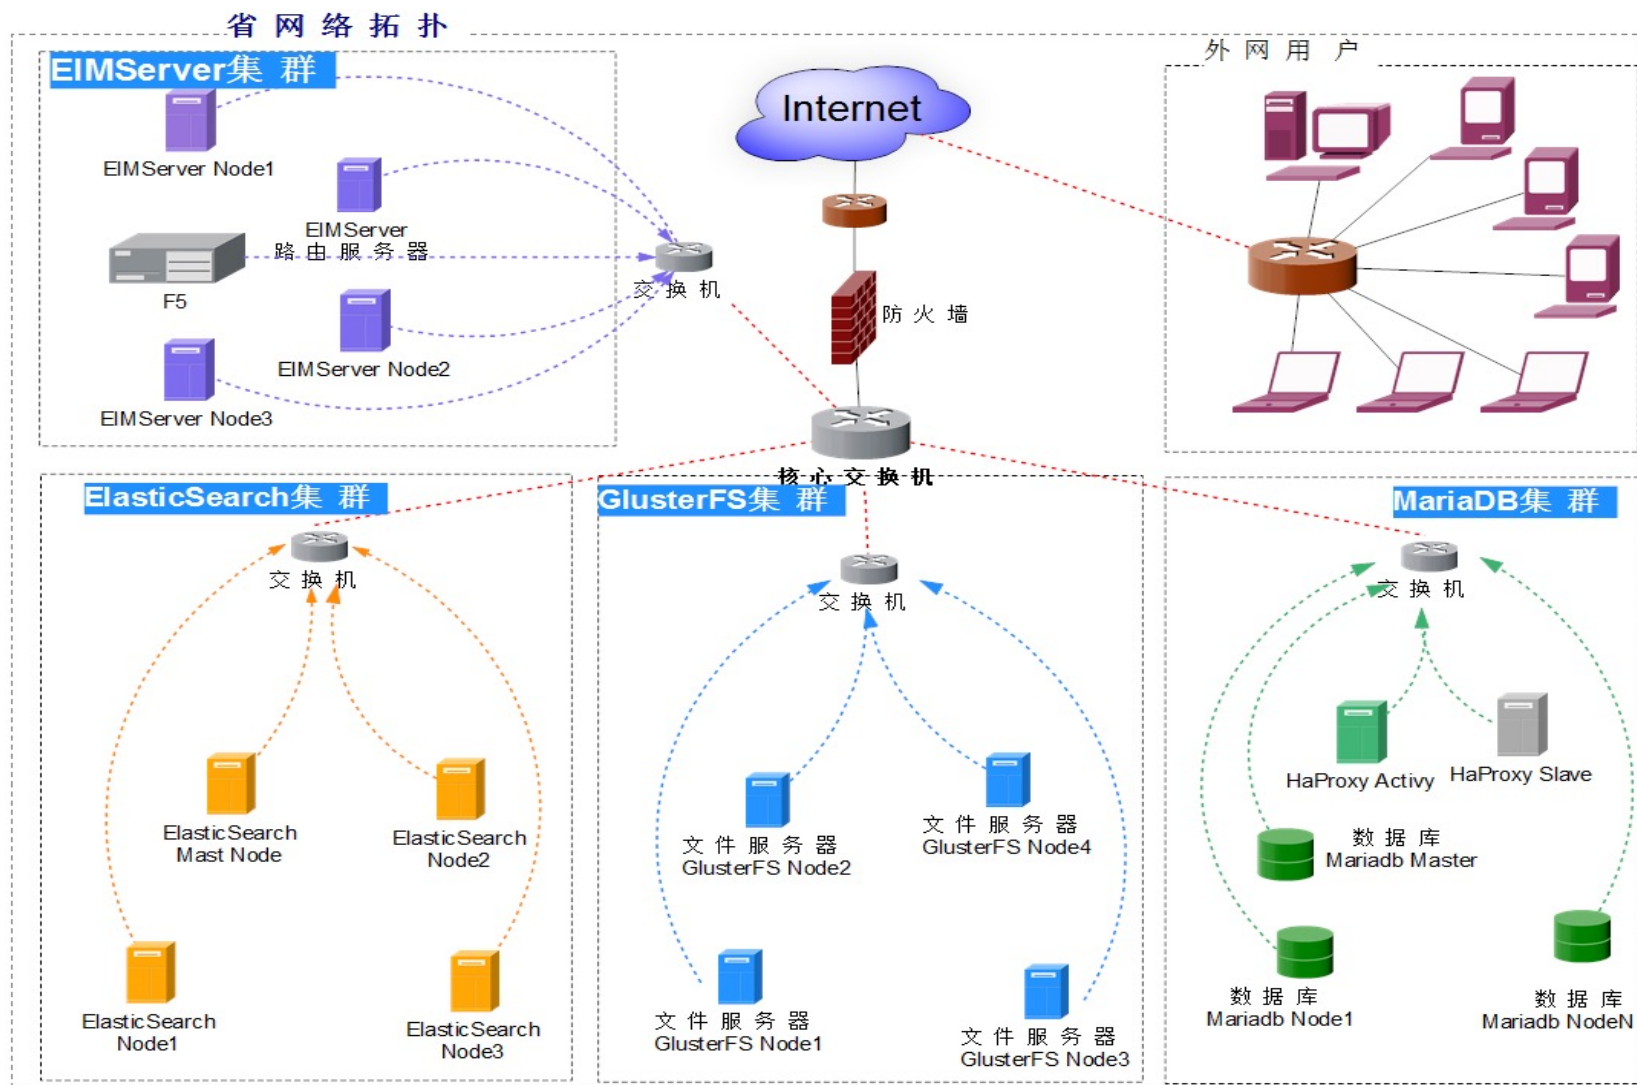 省网络拓扑
外网用户
EIMServer集群
Internet
EIMServer Node1
EIMServer
路由服务器
F5
交换机
防火墙
EIMServer Node2
EIMServer Node3
核心交换机
ElasticSearch集群
GlusterFS集群
MariaDB集群
交换机
交换机
交换机
HaProxy Activy
HaProxy Slave
ElasticSearch
Mast Node
ElasticSearch
Node2
文件服务器
GlusterFS Node2
文件服务器
GlusterFS Node4
数据库
Mariadb Master
ElasticSearch
Node1
ElasticSearch
Node3
文件服务器
GlusterFS Node1
文件服务器
GlusterFS Node3
数据库
Mariadb Node1
数据库
Mariadb NodeN